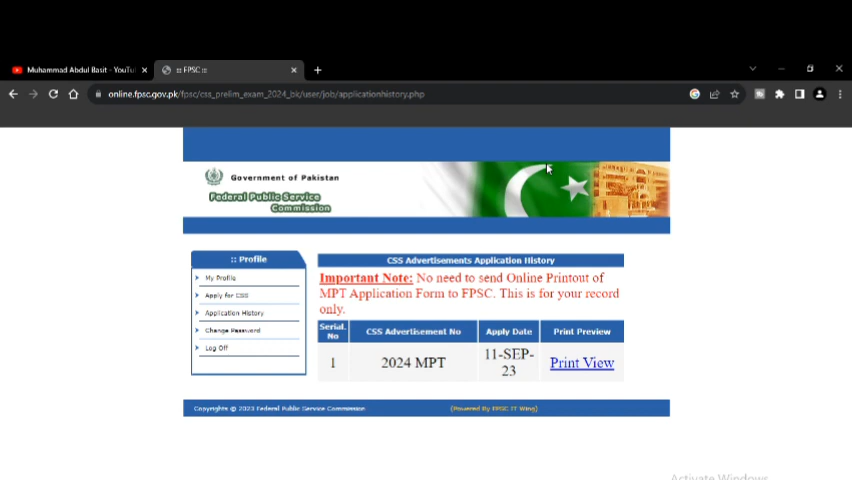 Muhammad Abdul Basit - YouTu
::: FPSC :::
online.fpsc.gov.pk/fpsc/css_prelim_exam_2024_bk/user/job/applicationhistory.php
Government of Pakistan
Federal Public Service
Commission
:: Profile
My Profile
Apply for CSS
Application History
Change Password
Log Off
CSS Advertisements Application History
Important Note: No need to send Online Printout of
MPT Application Form to FPSC. This is for your record
only.
Serial. No CSS Advertisement No Apply Date Print Preview
1 2024 MPT 11-SEP-23 Print View
Copyrights © 2023 Federal Public Service Commission (Powered By FPSC IT Wing)
Activate Windows